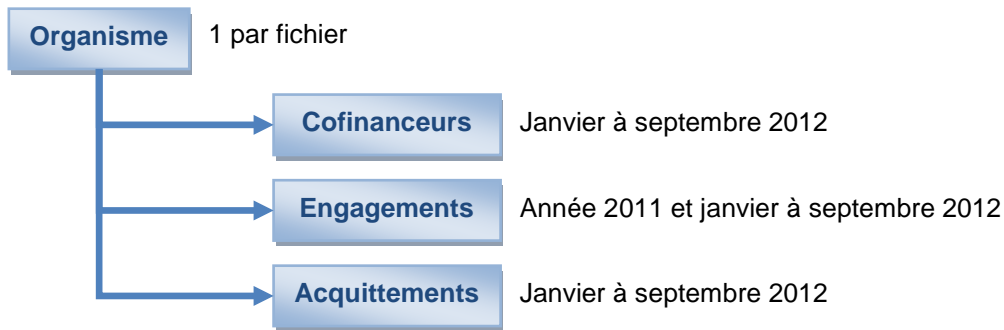 Organisme 1 par fichier
Cofinanceurs Janvier à septembre 2012
Engagements Année 2011 et janvier à septembre 2012
Acquittements Janvier à septembre 2012